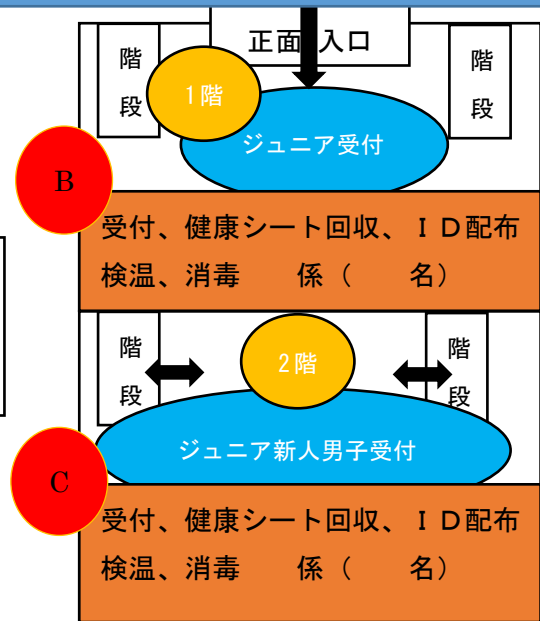 正面 入口
階段
1階
階段
ジュニア受付
B
受付、健康シート回収、ＩＤ配布
検温、消毒　　係（　　名）
階段
2階
階段
ジュニア新人男子受付
C
受付、健康シート回収、ＩＤ配布
検温、消毒　　係（　　名）